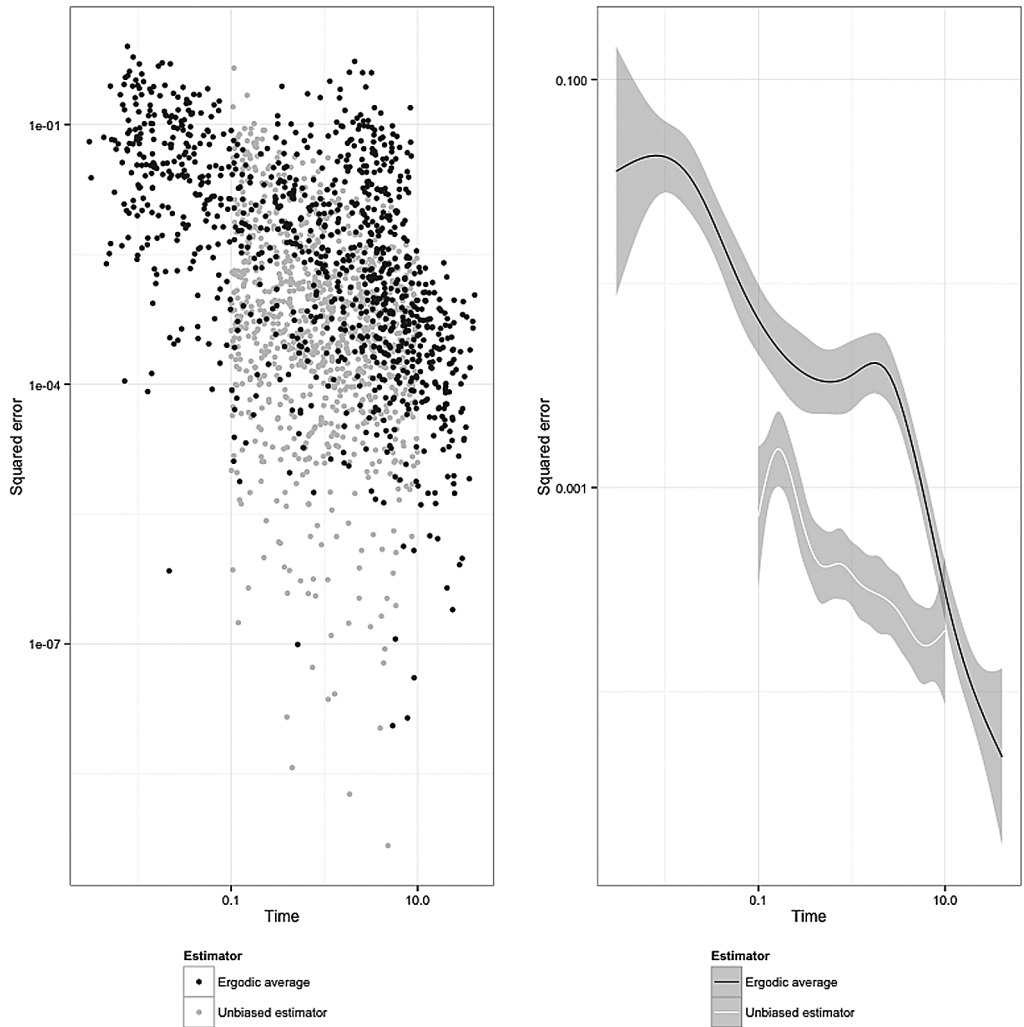 1e-01
1e-04
1e-07
Squared error
0.1
10.0
Time
Estimator
Ergodic average
Unbiased estimator
0.100
0.001
Squared error
0.1
10.0
Time
Estimator
Ergodic average
Unbiased estimator